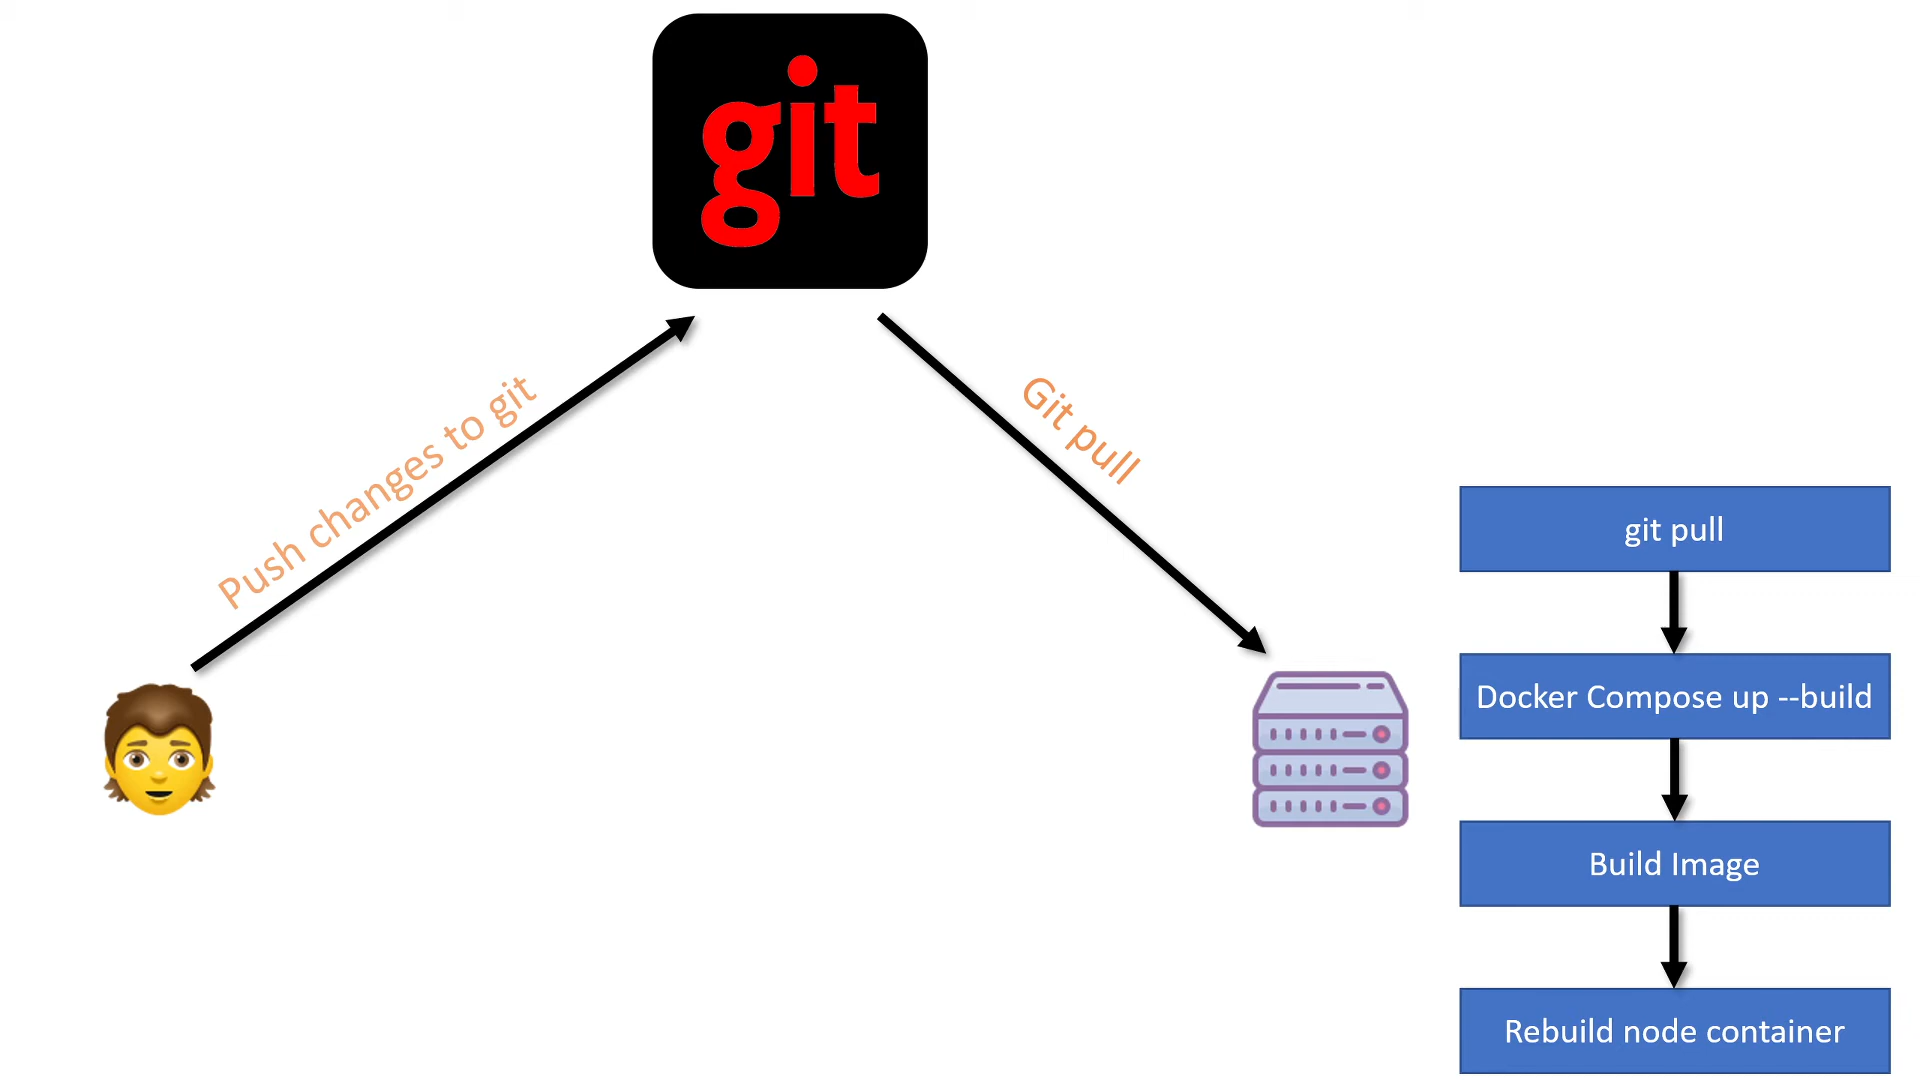 git
Push changes to git
Git pull
git pull
Docker Compose up --build
Build Image
Rebuild node container